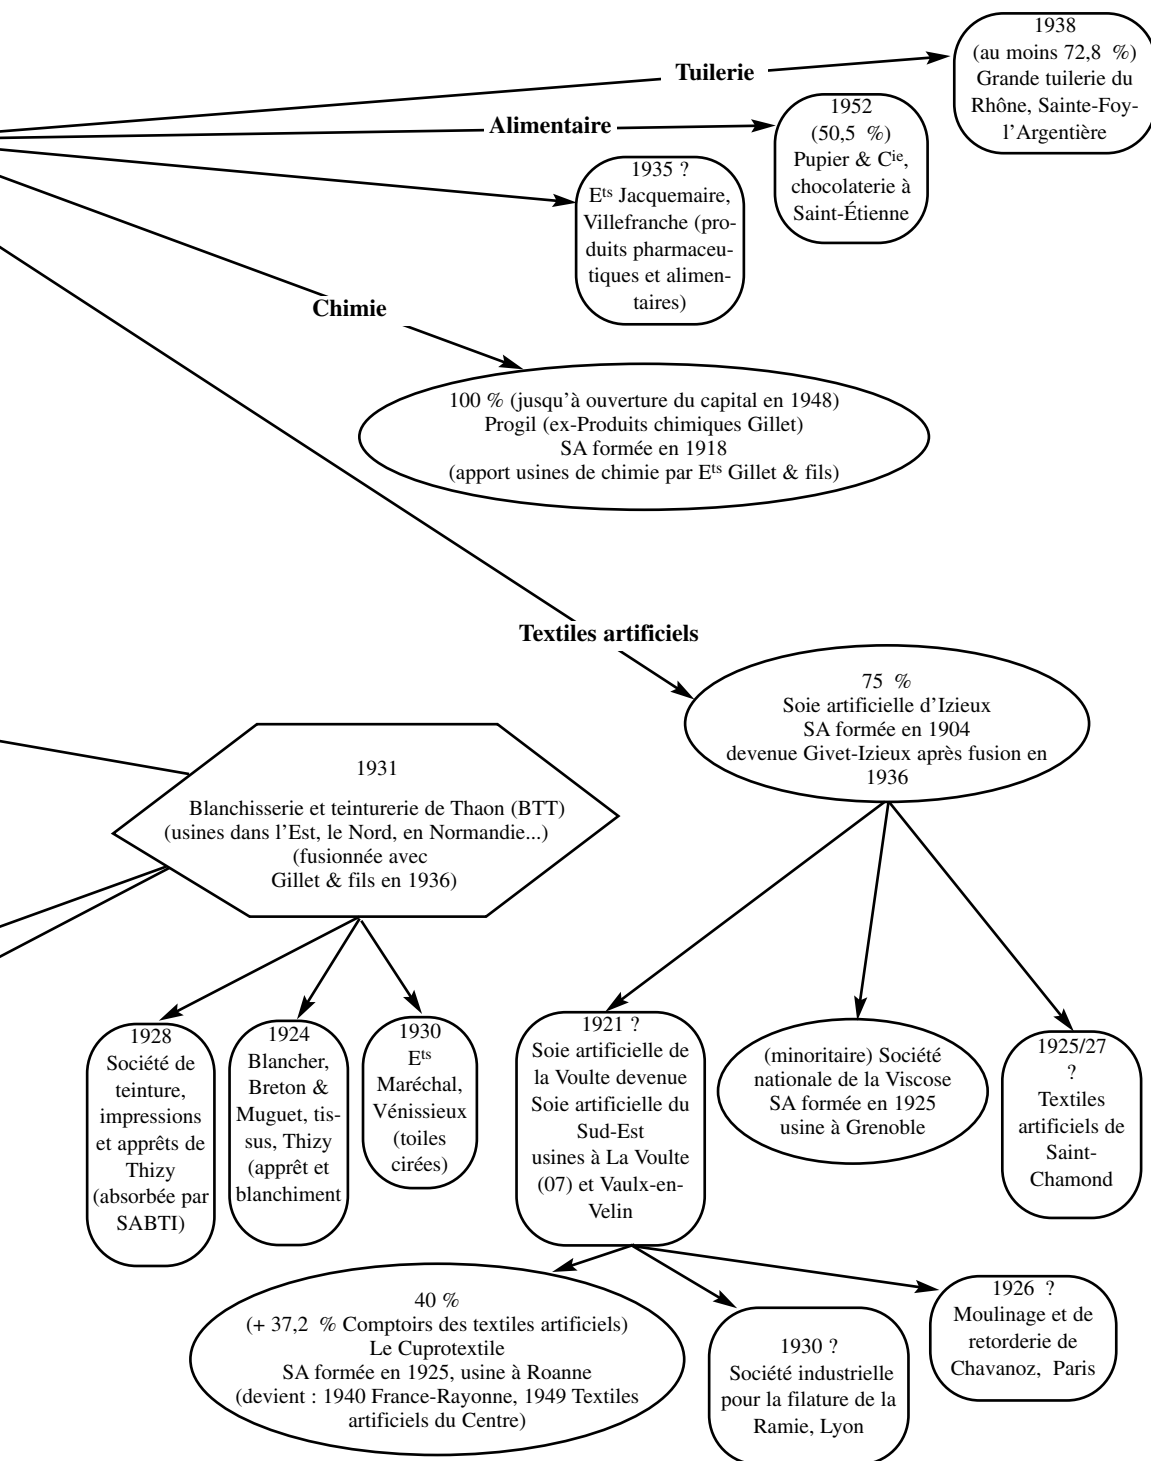 1938
(au moins 72,8 %)
Grande tuilerie du
Rhône, Sainte-Foy-
l'Argentière
Tuilerie
1952
(50,5 %)
Pupier & Cie,
chocolaterie à
Saint-Étienne
Alimentaire
1935 ?
Ets Jacquemaire,
Villefranche (pro-
duits pharmaceu-
tiques et alimen-
taires)
Chimie
100 % (jusqu'à ouverture du capital en 1948)
Progil (ex-Produits chimiques Gillet)
SA formée en 1918
(apport usines de chimie par Ets Gillet & fils)
Textiles artificiels
75 %
Soie artificielle d'Izieux
SA formée en 1904
devenue Givet-Izieux après fusion en
1936
1931
Blanchisserie et teinturerie de Thaon (BTT)
(usines dans l'Est, le Nord, en Normandie...)
(fusionnée avec
Gillet & fils en 1936)
1928
Société de
teinture,
impressions
et apprêts de
Thizy
(absorbée par
SABTI)
1924
Blancher,
Breton &
Muguet, tis-
sus, Thizy
(apprêt et
blanchiment
1930
Ets
Maréchal,
Vénissieux
(toiles
cirées)
1921 ?
Soie artificielle de
la Voulte devenue
Soie artificielle du
Sud-Est
usines à La Voulte
(07) et Vaulx-en-
Velin
(minoritaire) Société
nationale de la Viscose
SA formée en 1925
usine à Grenoble
1925/27
?
Textiles
artificiels de
Saint-
Chamond
40 %
(+ 37,2 % Comptoirs des textiles artificiels)
Le Cuprotextile
SA formée en 1925, usine à Roanne
(devient : 1940 France-Rayonne, 1949 Textiles
artificiels du Centre)
1930 ?
Société industrielle
pour la filature de la
Ramie, Lyon
1926 ?
Moulinage et de
retorderie de
Chavanoz, Paris